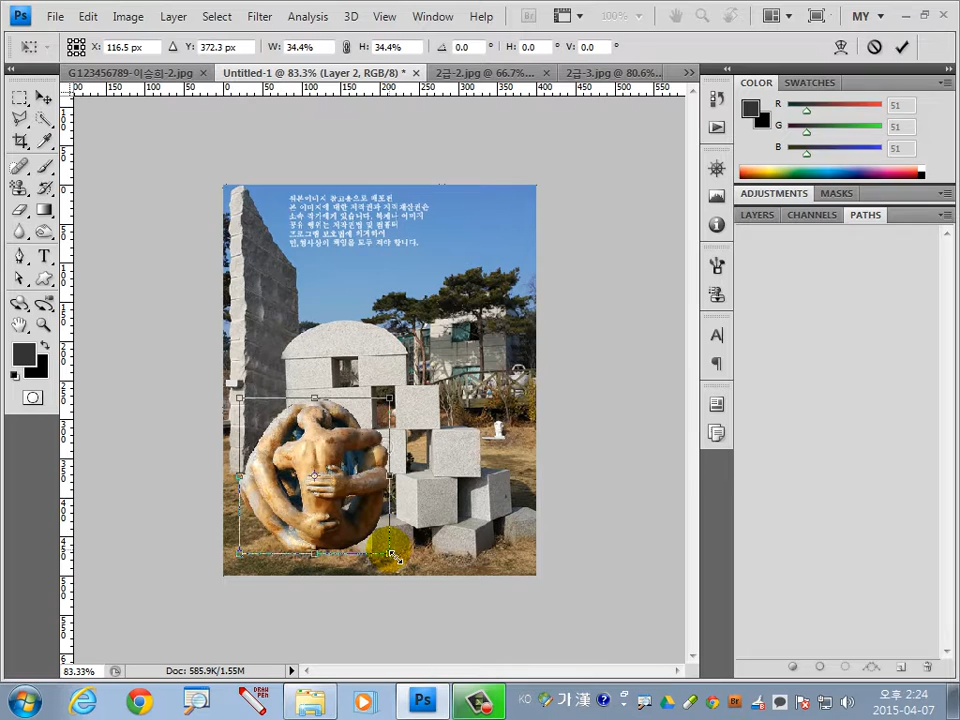 Ps File Edit Image Layer Select Filter Analysis 3D View Window Help Br 100% MY
X: 116.5 px Y: 372.3 px W: 34.4% H: 34.4% 0.0 ° H: 0.0 ° V: 0.0 °
G123456789-이승희-2.jpg × Untitled-1 @ 83.3% (Layer 2, RGB/8) * × 2급-2.jpg @ 66.7%... × 2급-3.jpg @ 80.6%... »
COLOR SWATCHES
R 51
G 51
B 51
ADJUSTMENTS MASKS
LAYERS CHANNELS PATHS
83.33% Doc: 585.9K/1.55M
Ps KO 가 漢 Br 오후 2:24
2015-04-07